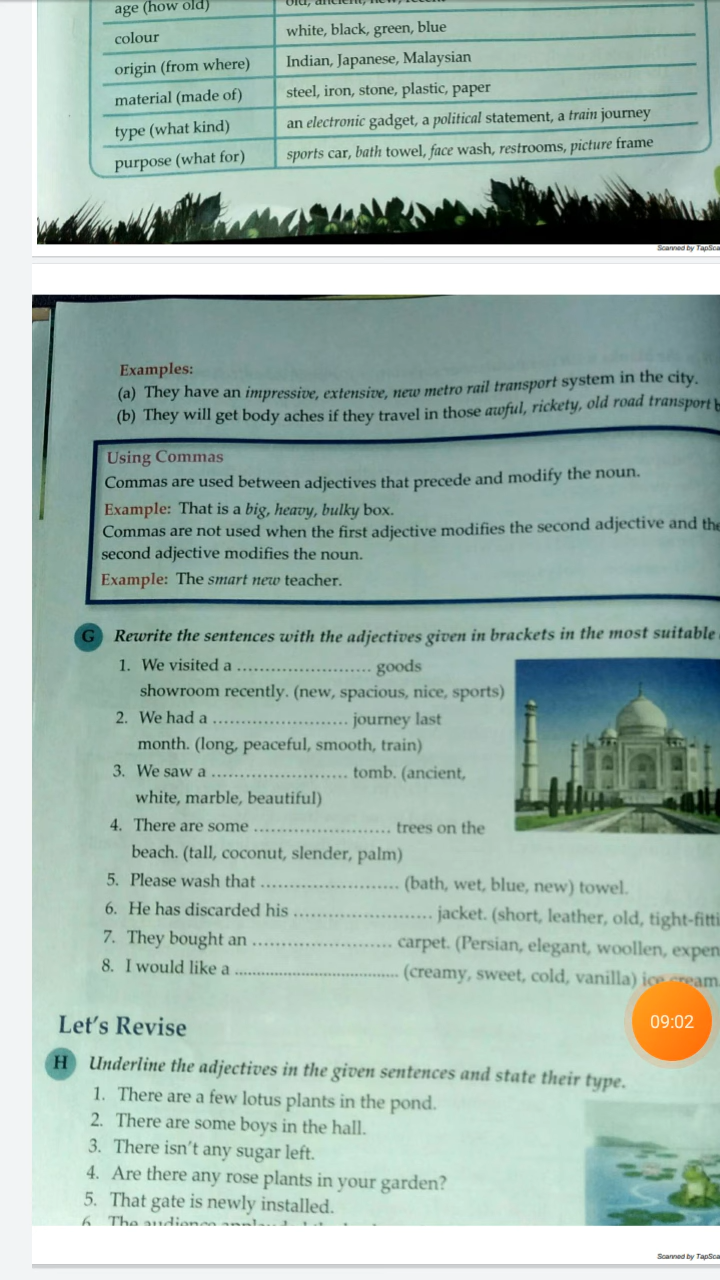 age (how old)
colour white, black, green, blue
origin (from where) Indian, Japanese, Malaysian
material (made of) steel, iron, stone, plastic, paper
type (what kind) an electronic gadget, a political statement, a train journey
purpose (what for) sports car, bath towel, face wash, restrooms, picture frame
Scanned by TapSca
Examples:
(a) They have an impressive, extensive, new metro rail transport system in the city.
(b) They will get body aches if they travel in those awful, rickety, old road transport b
Using Commas
Commas are used between adjectives that precede and modify the noun.
Example: That is a big, heavy, bulky box.
Commas are not used when the first adjective modifies the second adjective and the
second adjective modifies the noun.
Example: The smart new teacher.
G Rewrite the sentences with the adjectives given in brackets in the most suitable
1. We visited a ........................ goods
showroom recently. (new, spacious, nice, sports)
2. We had a ........................ journey last
month. (long, peaceful, smooth, train)
3. We saw a ........................ tomb. (ancient,
white, marble, beautiful)
4. There are some ........................ trees on the
beach. (tall, coconut, slender, palm)
5. Please wash that ........................ (bath, wet, blue, new) towel.
6. He has discarded his ........................ jacket. (short, leather, old, tight-fitti
7. They bought an ........................ carpet. (Persian, elegant, woollen, expen
8. I would like a ........................ (creamy, sweet, cold, vanilla) ice cream.
09:02
Let's Revise
H Underline the adjectives in the given sentences and state their type.
1. There are a few lotus plants in the pond.
2. There are some boys in the hall.
3. There isn't any sugar left.
4. Are there any rose plants in your garden?
5. That gate is newly installed.
6. The audience
Scanned by TapSca